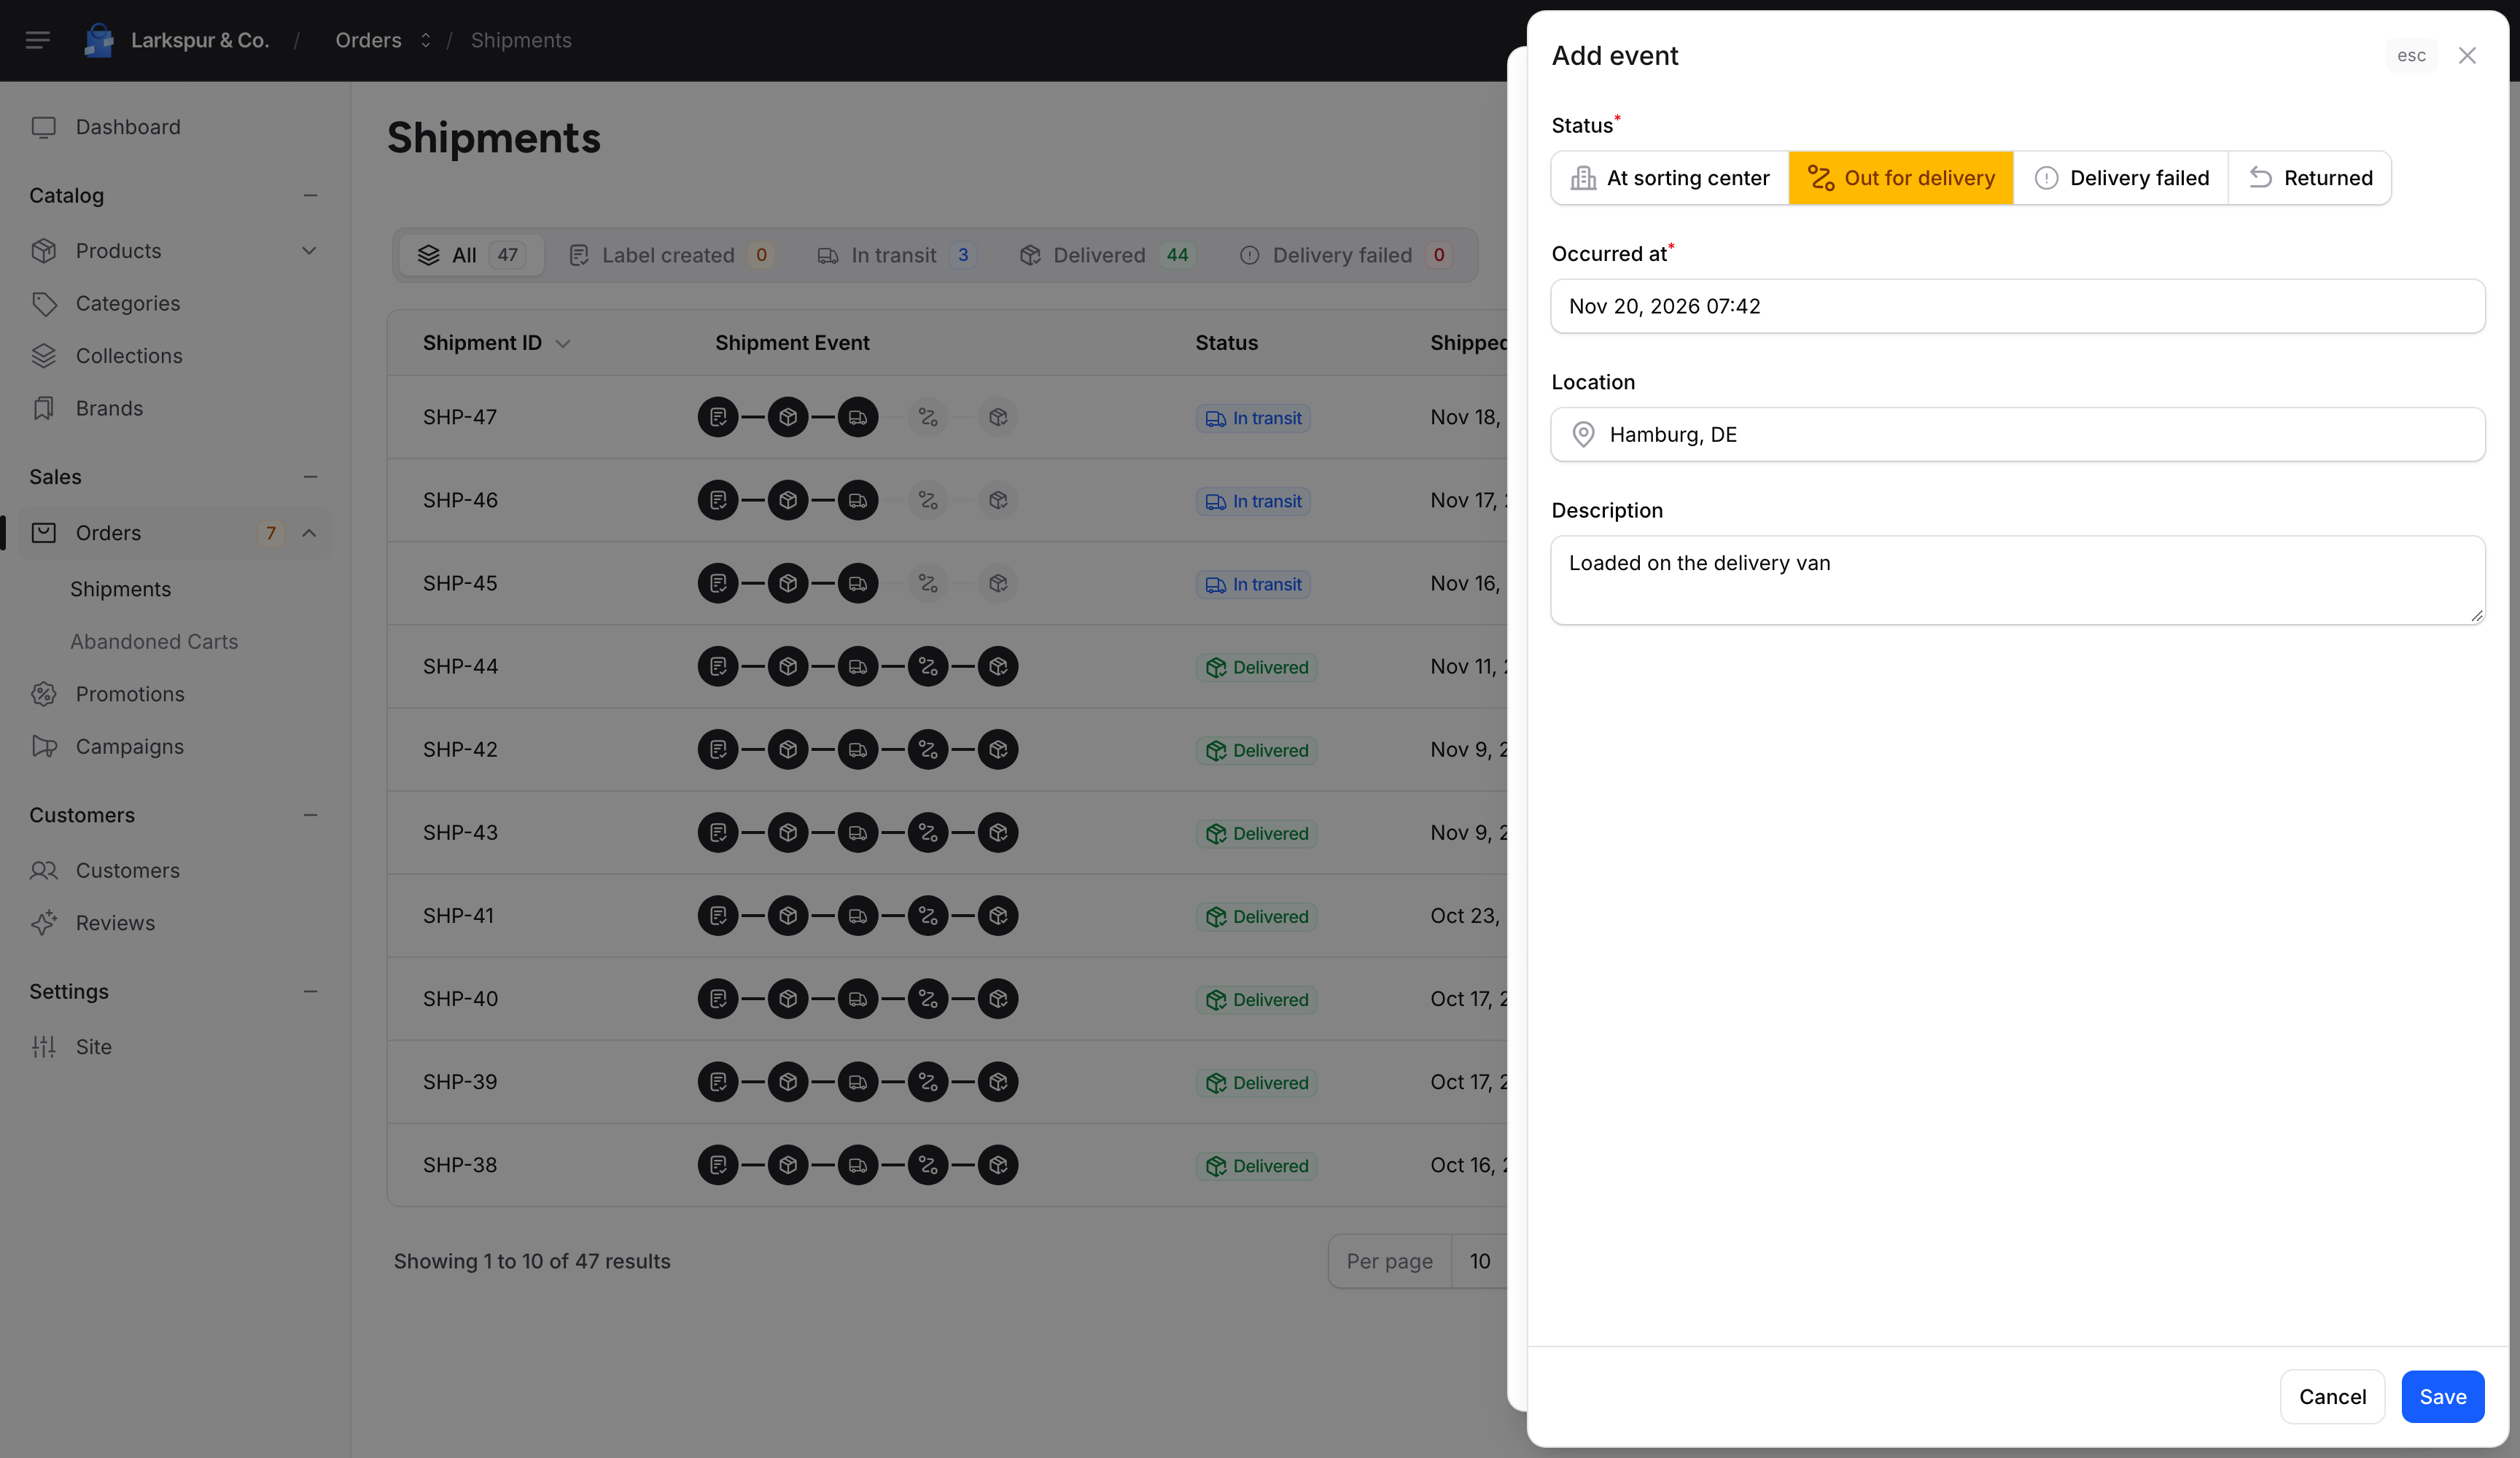 Larkspur & Co. / Orders / Shipments
Dashboard
Catalog
Products
Categories
Collections
Brands
Sales
Orders 7
Shipments
Abandoned Carts
Promotions
Campaigns
Customers
Customers
Reviews
Settings
Site
Shipments
All 47 Label created 0 In transit 3 Delivered 44 Delivery failed 0
Shipment ID Shipment Event Status Shipped
SHP-47 In transit Nov 18,
SHP-46 In transit Nov 17,
SHP-45 In transit Nov 16,
SHP-44 Delivered Nov 11,
SHP-42 Delivered Nov 9,
SHP-43 Delivered Nov 9,
SHP-41 Delivered Oct 23,
SHP-40 Delivered Oct 17,
SHP-39 Delivered Oct 17,
SHP-38 Delivered Oct 16,
Showing 1 to 10 of 47 results Per page 10
Add event esc
Status*
At sorting center Out for delivery Delivery failed Returned
Occurred at*
Nov 20, 2026 07:42
Location
Hamburg, DE
Description
Loaded on the delivery van
Cancel Save